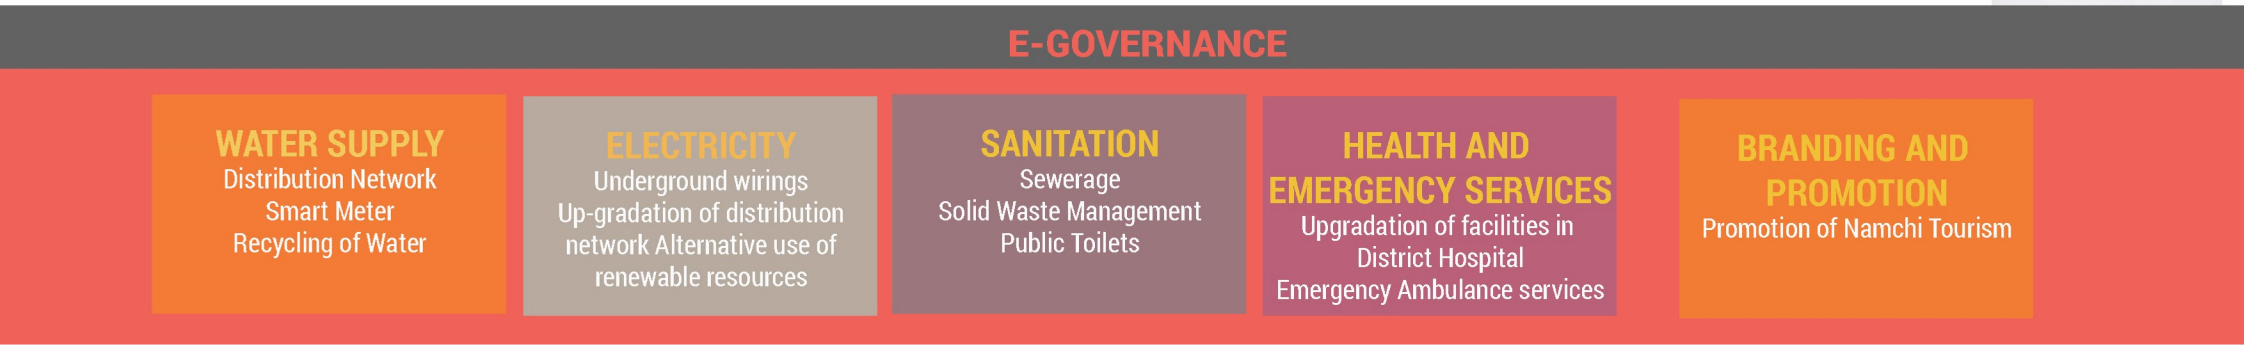 E-GOVERNANCE
WATER SUPPLY
Distribution Network
Smart Meter
Recycling of Water
ELECTRICITY
Underground wirings
Up-gradation of distribution
network Alternative use of
renewable resources
SANITATION
Sewerage
Solid Waste Management
Public Toilets
HEALTH AND
EMERGENCY SERVICES
Upgradation of facilities in
District Hospital
Emergency Ambulance services
BRANDING AND
PROMOTION
Promotion of Namchi Tourism